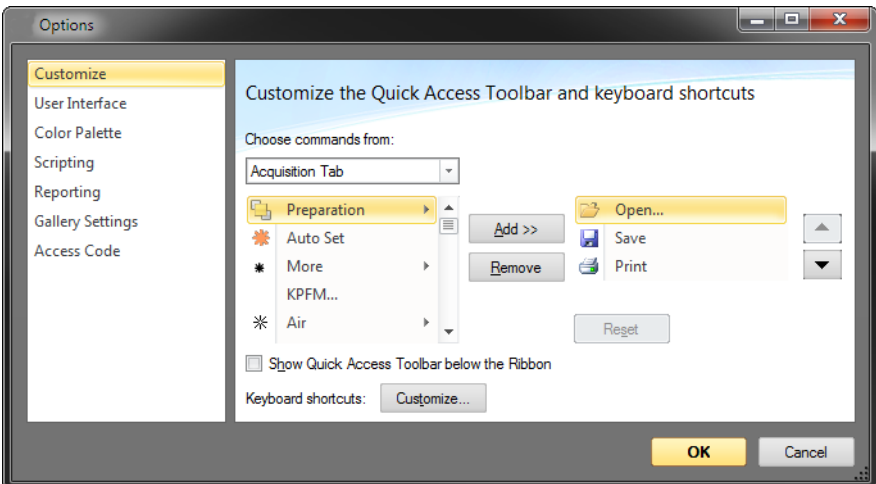 Options
Customize
User Interface
Color Palette
Scripting
Reporting
Gallery Settings
Access Code
Customize the Quick Access Toolbar and keyboard shortcuts
Choose commands from:
Acquisition Tab
Preparation
Auto Set
More
KPFM...
Air
Add >>
Remove
Open...
Save
Print
Reset
Show Quick Access Toolbar below the Ribbon
Keyboard shortcuts: Customize...
OK Cancel